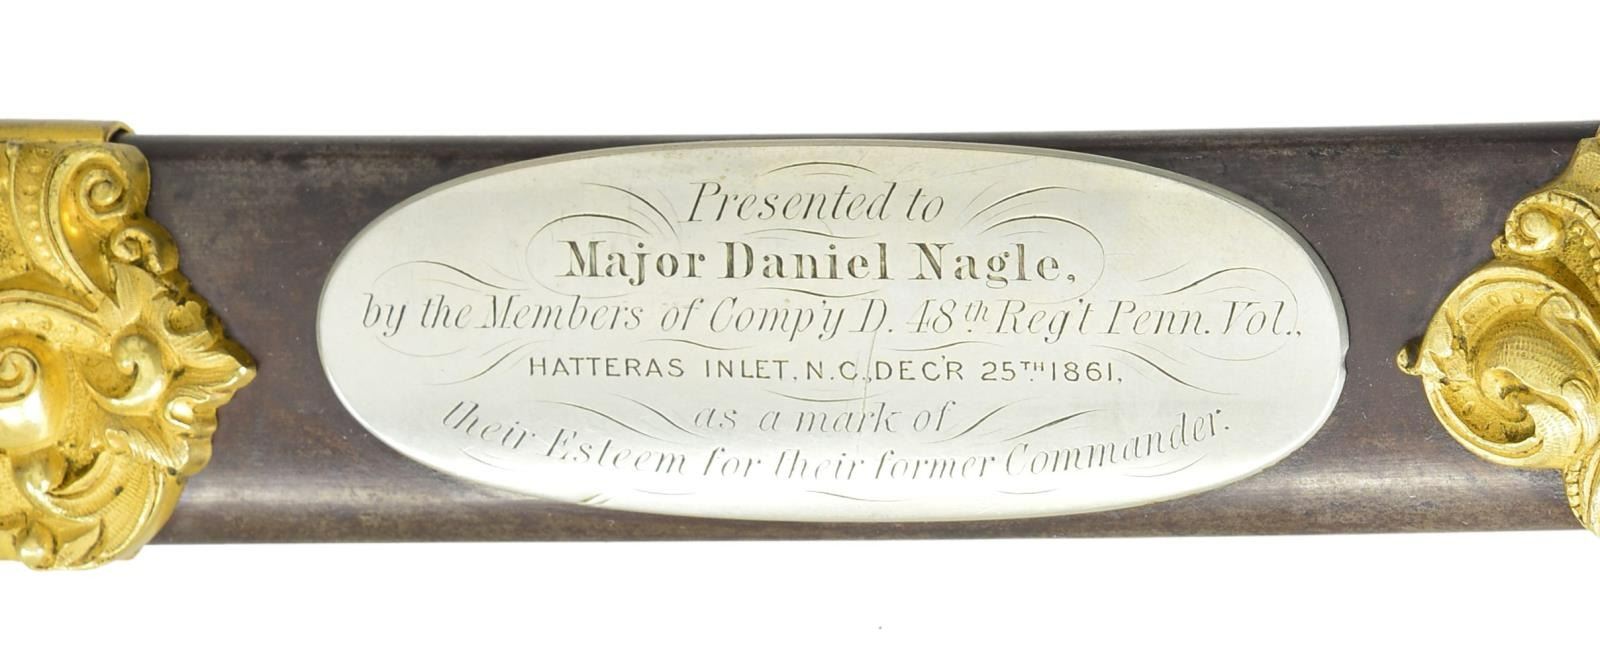 Presented to
Major Daniel Nagle,
by the Members of Comp'y D. 48th Reg't Penn. Vol.,
HATTERAS INLET, N.C., DEC'R 25TH 1861,
as a mark of
their Esteem for their former Commander.